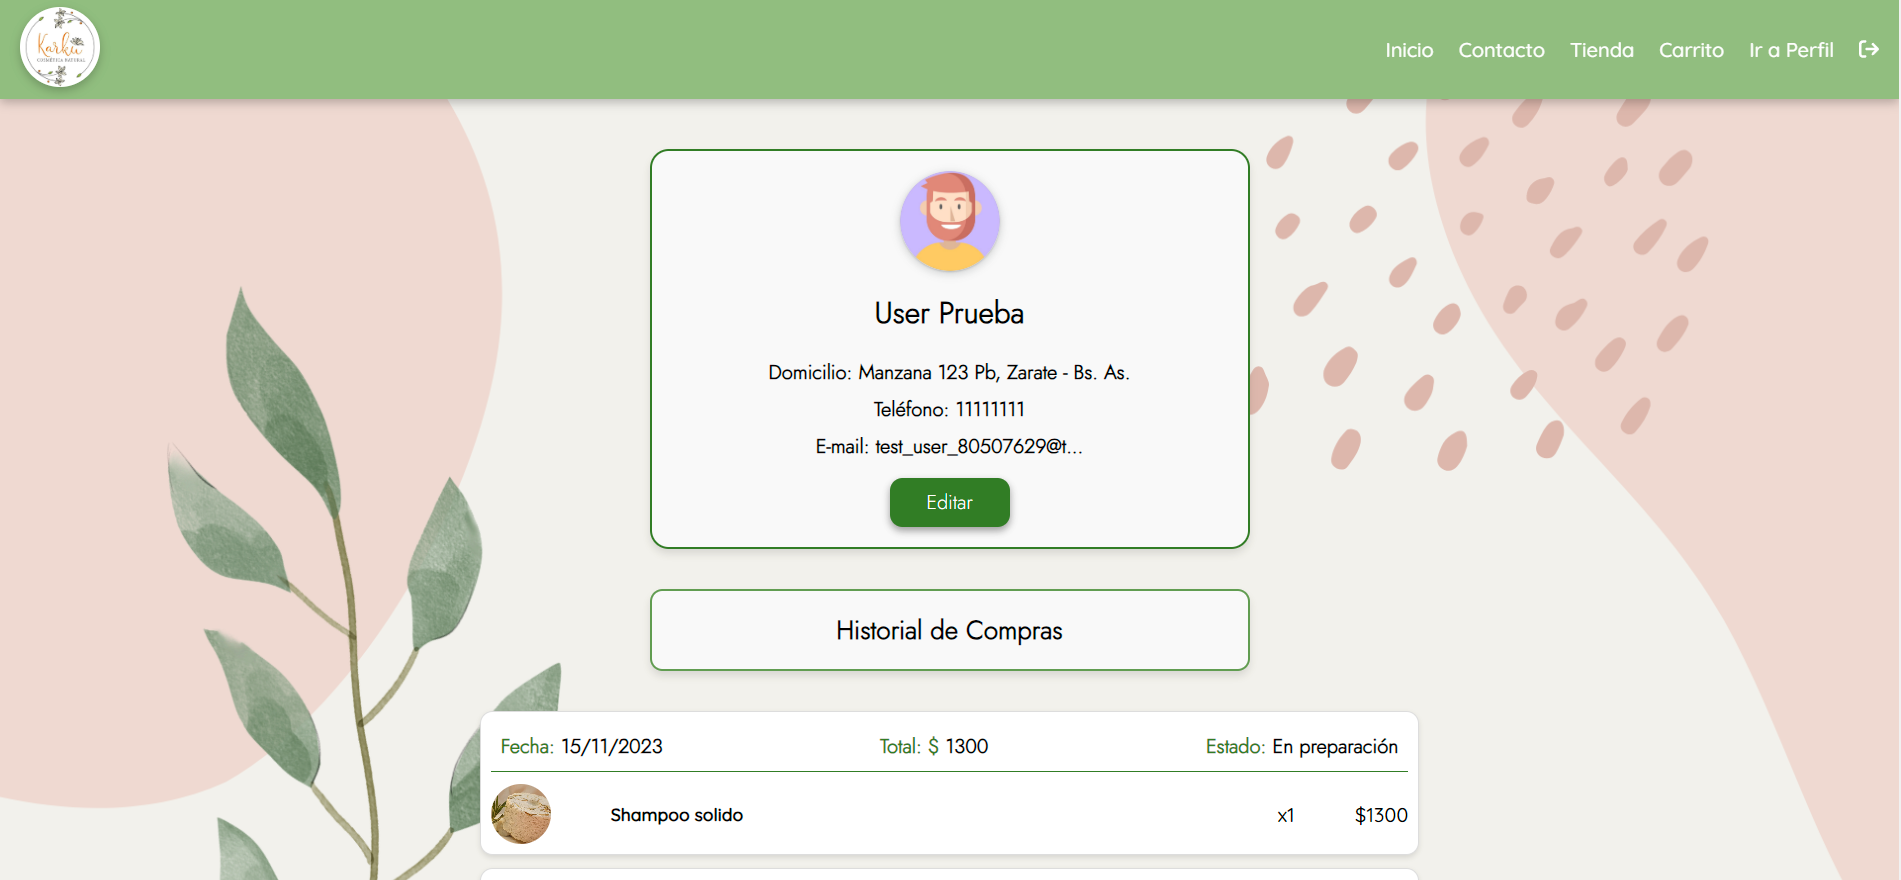 Karkü
COSMÉTICA NATURAL
Inicio Contacto Tienda Carrito Ir a Perfil
User Prueba
Domicilio: Manzana 123 Pb, Zarate - Bs. As.
Teléfono: 11111111
E-mail: test_user_80507629@t...
Editar
Historial de Compras
Fecha: 15/11/2023 Total: $ 1300 Estado: En preparación
Shampoo solido x1 $1300